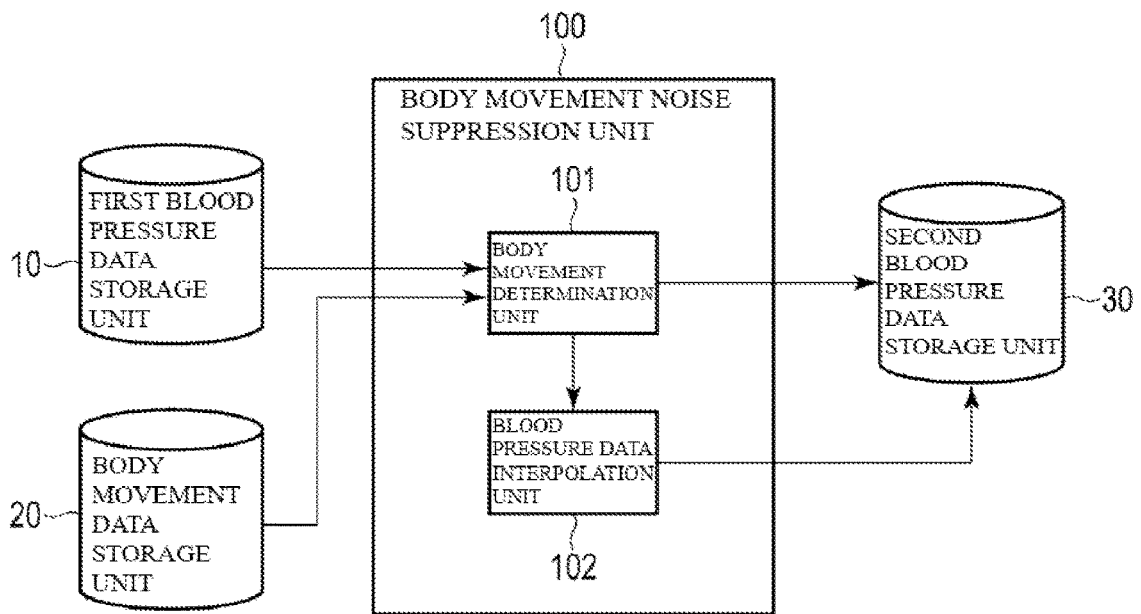 100
BODY MOVEMENT NOISE
SUPPRESSION UNIT
FIRST BLOOD
PRESSURE
DATA
STORAGE
UNIT
10
101
BODY
MOVEMENT
DETERMINATION
UNIT
SECOND
BLOOD
PRESSURE
DATA
STORAGE UNIT
30
BODY
MOVEMENT
DATA
STORAGE
UNIT
20
BLOOD
PRESSURE DATA
INTERPOLATION
UNIT
102